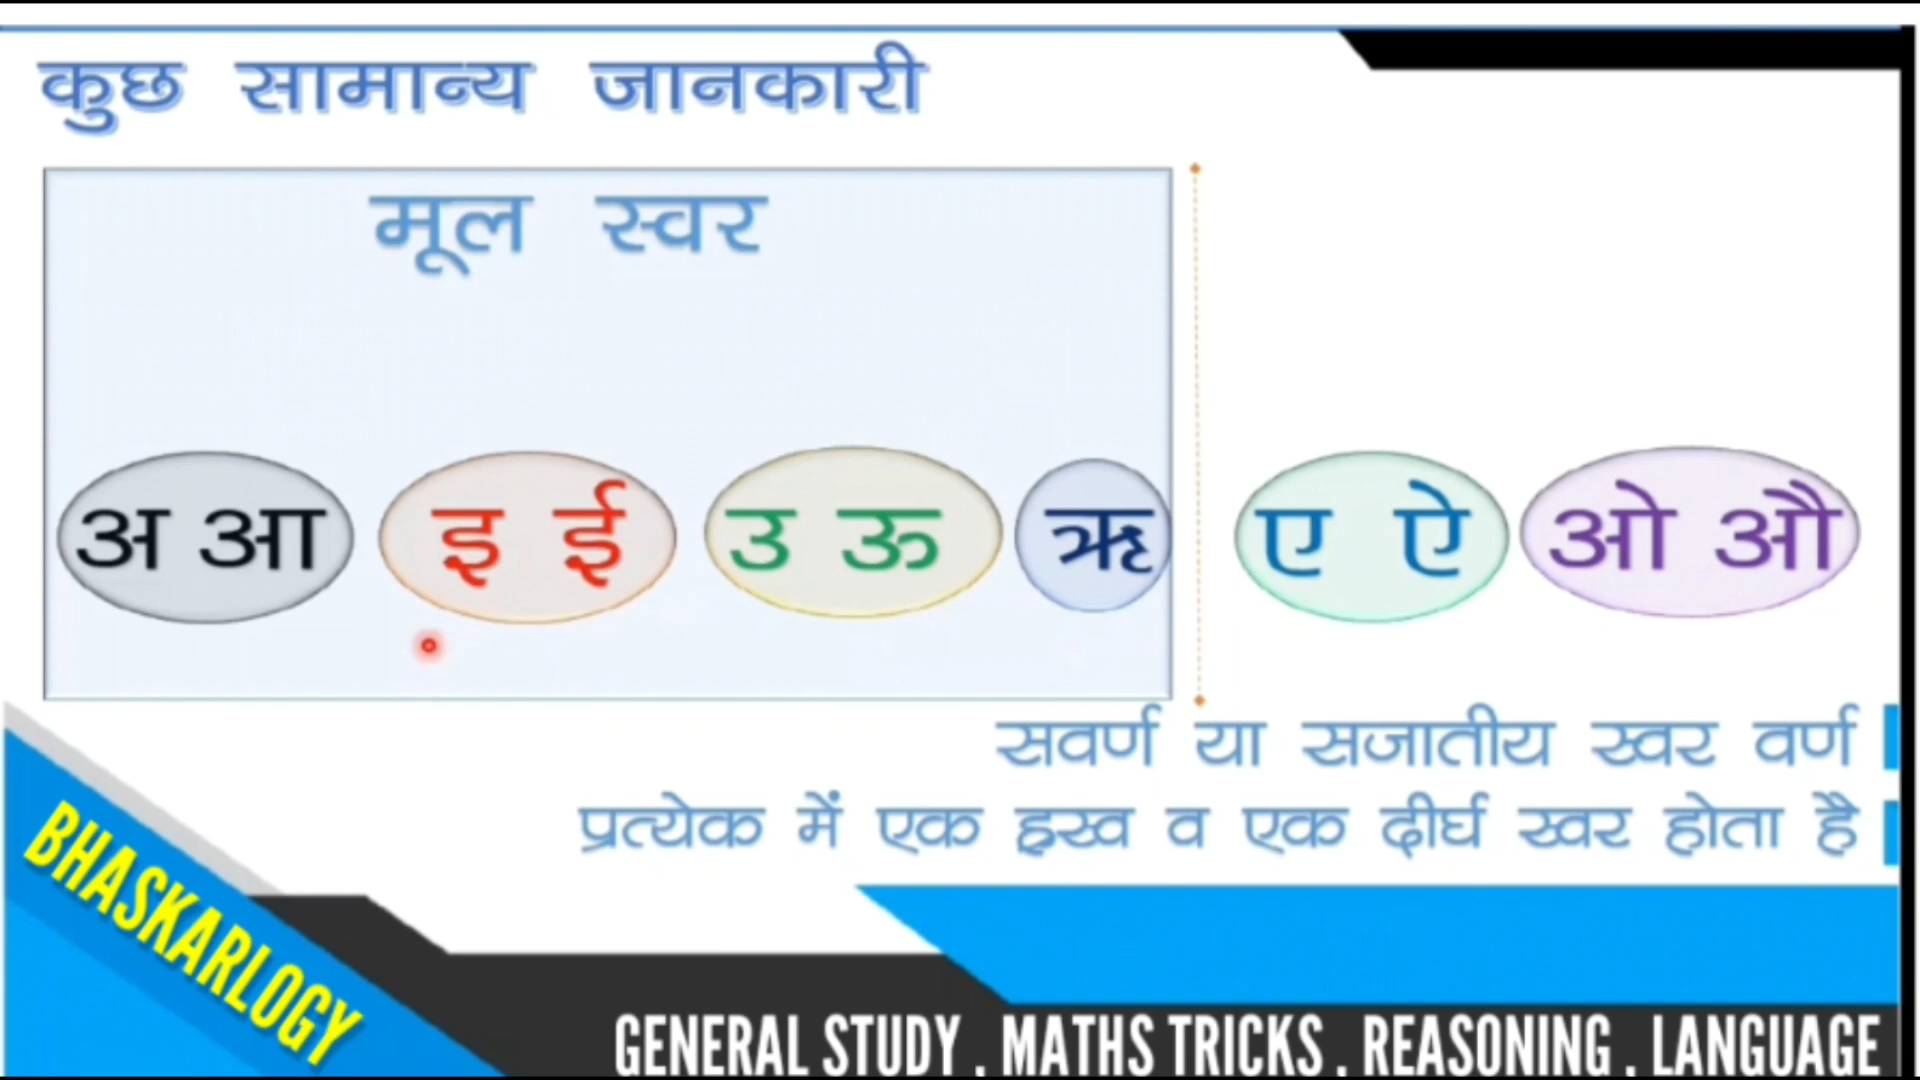 कुछ सामान्य जानकारी
मूल स्वर
अ आ इ ई उ ऊ ऋ ए ऐ ओ औ
सवर्ण या सजातीय स्वर वर्ण
प्रत्येक में एक ह्रस्व व एक दीर्घ स्वर होता है
BHASKARLOGY
GENERAL STUDY . MATHS TRICKS . REASONING . LANGUAGE